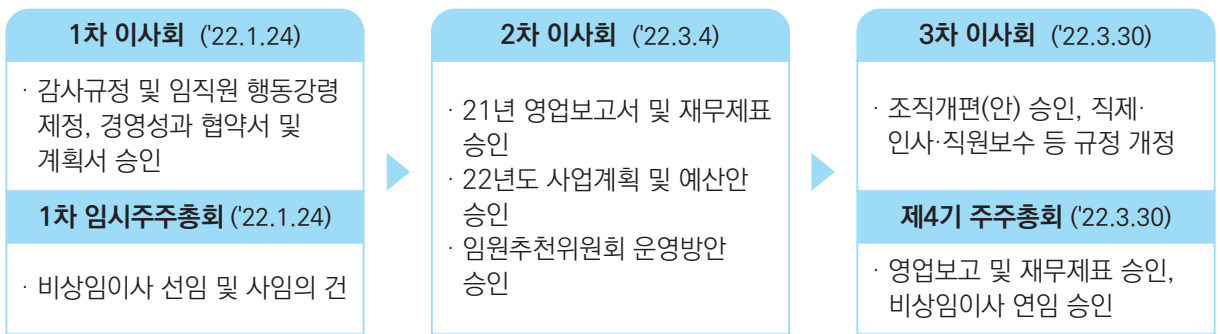 1차 이사회 ('22.1.24)
· 감사규정 및 임직원 행동강령
제정, 경영성과 협약서 및
계획서 승인
1차 임시주주총회 ('22.1.24)
· 비상임이사 선임 및 사임의 건
2차 이사회 ('22.3.4)
· 21년 영업보고서 및 재무제표
승인
· 22년도 사업계획 및 예산안
승인
· 임원추천위원회 운영방안
승인
3차 이사회 ('22.3.30)
· 조직개편(안) 승인, 직제·
인사·직원보수 등 규정 개정
제4기 주주총회 ('22.3.30)
· 영업보고 및 재무제표 승인,
비상임이사 연임 승인